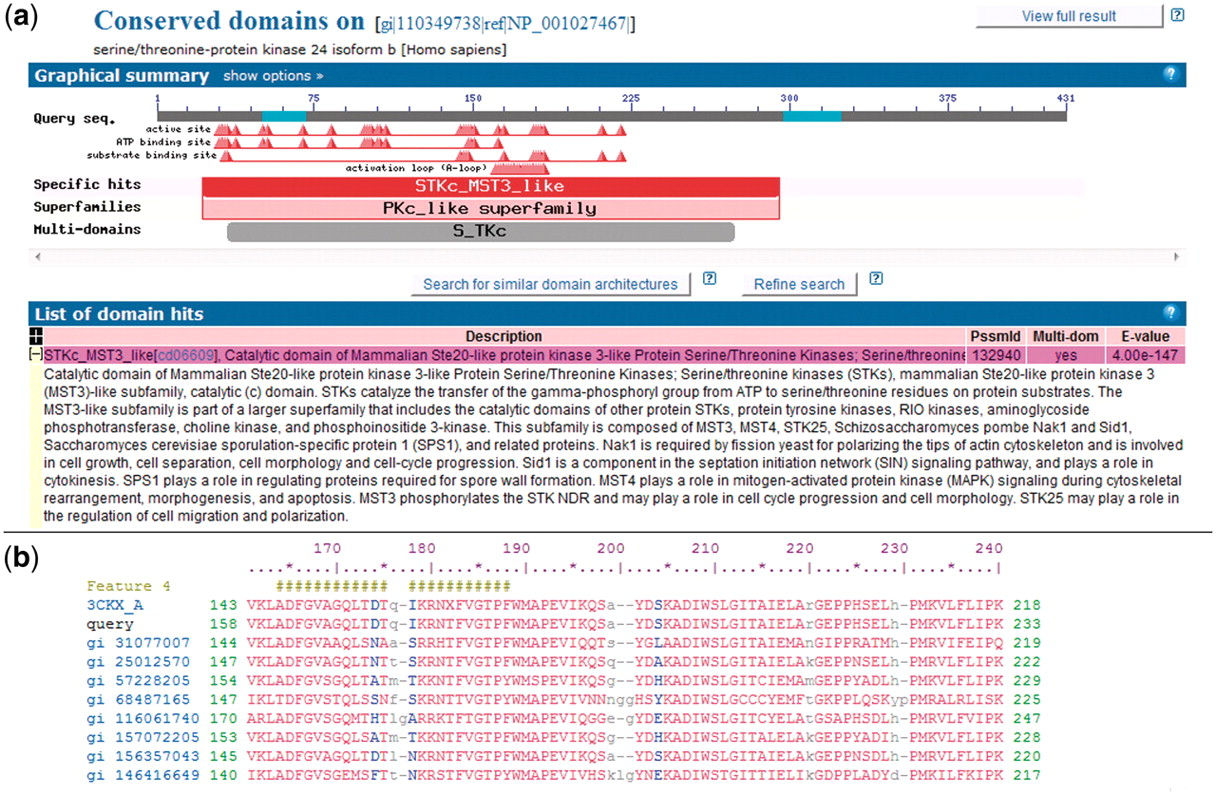 (a)
Conserved domains on [gi|110349738|ref|NP_001027467|]
View full result ?
serine/threonine-protein kinase 24 isoform b [Homo sapiens]
Graphical summary show options » ?
1 75 150 225 300 375 431
Query seq.
active site
ATP binding site
substrate binding site
activation loop (A-loop)
Specific hits STKc_MST3_like
Superfamilies PKc_like superfamily
Multi-domains S_TKc
Search for similar domain architectures ? Refine search ?
List of domain hits ?
Description PssmId Multi-dom E-value
STKc_MST3_like[cd06609], Catalytic domain of Mammalian Ste20-like protein kinase 3-like Protein Serine/Threonine Kinases; Serine/threonine 132940 yes 4.00e-147
Catalytic domain of Mammalian Ste20-like protein kinase 3-like Protein Serine/Threonine Kinases; Serine/threonine kinases (STKs), mammalian Ste20-like protein kinase 3
(MST3)-like subfamily, catalytic (c) domain. STKs catalyze the transfer of the gamma-phosphoryl group from ATP to serine/threonine residues on protein substrates. The
MST3-like subfamily is part of a larger superfamily that includes the catalytic domains of other protein STKs, protein tyrosine kinases, RIO kinases, aminoglycoside
phosphotransferase, choline kinase, and phosphoinositide 3-kinase. This subfamily is composed of MST3, MST4, STK25, Schizosaccharomyces pombe Nak1 and Sid1,
Saccharomyces cerevisiae sporulation-specific protein 1 (SPS1), and related proteins. Nak1 is required by fission yeast for polarizing the tips of actin cytoskeleton and is involved
in cell growth, cell separation, cell morphology and cell-cycle progression. Sid1 is a component in the septation initiation network (SIN) signaling pathway, and plays a role in
cytokinesis. SPS1 plays a role in regulating proteins required for spore wall formation. MST4 plays a role in mitogen-activated protein kinase (MAPK) signaling during cytoskeletal
rearrangement, morphogenesis, and apoptosis. MST3 phosphorylates the STK NDR and may play a role in cell cycle progression and cell morphology. STK25 may play a role in
the regulation of cell migration and polarization.
(b)
170 180 190 200 210 220 230 240
....*....|....*....|....*....|....*....|....*....|....*....|....*....|....*....|
Feature 4 ############ ###########
3CKX_A 143 VKLADFGVAGQLTDTq-IKRNXFVGTPFWMAPEVIKQSa--YDSKADIWSLGITAIELArGEPPHSELh-PMKVLFLIPK 218
query 158 VKLADFGVAGQLTDTq-IKRNTFVGTPFWMAPEVIKQSa--YDSKADIWSLGITAIELArGEPPHSELh-PMKVLFLIPK 233
gi 31077007 144 VKLADFGVAAQLSNAa-SRRHTFVGTPFWMAPEVIQQTs--YGLAADIWSLGITAIEMAnGIPPRATMh-PMRVIFEIPQ 219
gi 25012570 147 VKLADFGVAGQLTNTt-SKRNTFVGTPFWMAPEVIKQSq--YDAKADIWSLGITAIELAkGEPPNSELh-PMRVLFLIPK 222
gi 57228205 154 VKLADFGVSGQLTATm-TKKNTFVGTPYWMSPEVIKQSg--YDHKADIWSLGITCIEMAmGEPPYADLh-PMKVLFLIPK 229
gi 68487165 147 IKLTDFGVSTQLSSNf-SKRNTTVGTPYWMAPEVIVNNnggHSYKADIWSLGCCCYEMFtGKPPLQSKypPMRALRLISK 225
gi 116061740 170 ARLADFGVSGQMTHTlgARRKTFTGTPFWMAPEVIQGGe-gYDEKADIWSLGITCYELAtGSAPHSDLh-PMRVLFVIPK 247
gi 157072205 153 VKLADFGVSGQLSATm-TKKNTFVGTPFWMAPEVIKQSg--YDHKADIWSLGITAIELAnGEPPYSDIh-PMKVLFLIPK 228
gi 156357043 145 VKLADFGVAGQLTDTl-NKRNTFVGTPFWMAPEVIKQSa--YDSKADIWSLGITAIELAkGEPPNSDLh-PMRVLFLIPK 220
gi 146416649 140 IKLADFGVSGEMSFTt-NKRSTFVGTPYWMAPEVIVHSklgYNEKADIWSTGITTIELIkGDPPLADYd-PMKILFKIPK 217